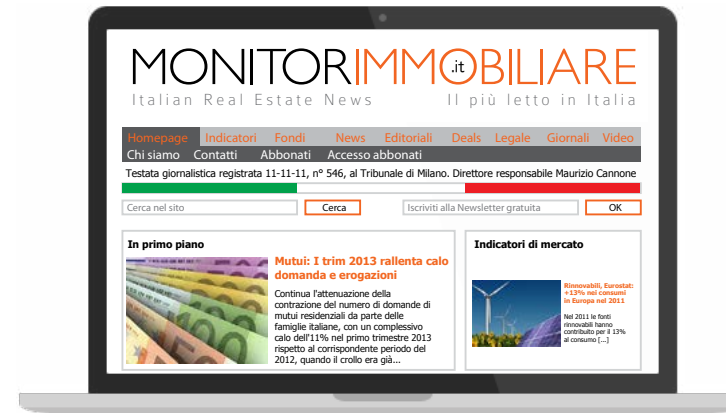 MONITORIMMOBILIARE
.it
Italian Real Estate News Il più letto in Italia
Homepage Indicatori Fondi News Editoriali Deals Legale Giornali Video
Chi siamo Contatti Abbonati Accesso abbonati
Testata giornalistica registrata 11-11-11, n° 546, al Tribunale di Milano. Direttore responsabile Maurizio Cannone
Cerca nel sito Cerca Iscriviti alla Newsletter gratuita OK
In primo piano
Mutui: I trim 2013 rallenta calo
domanda e erogazioni
Continua l'attenuazione della
contrazione del numero di domande di
mutui residenziali da parte delle
famiglie italiane, con un complessivo
calo dell'11% nel primo trimestre 2013
rispetto al corrispondente periodo del
2012, quando il crollo era già...
500
100
Indicatori di mercato
Rinnovabili, Eurostat:
+13% nei consumi
in Europa nel 2011
Nel 2011 le fonti
rinnovabili hanno
contribuito per il 13%
al consumo [...]